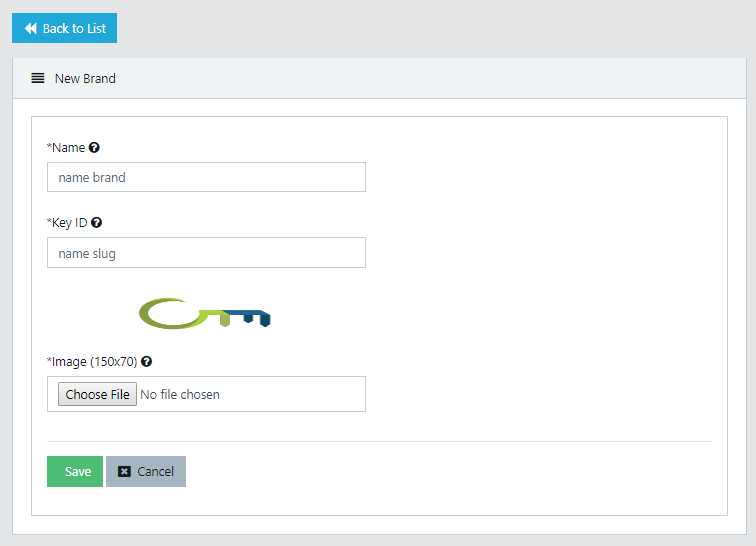 Back to List
New Brand
*Name
name brand
*Key ID
name slug
*Image (150x70)
Choose File No file chosen
Save
Cancel